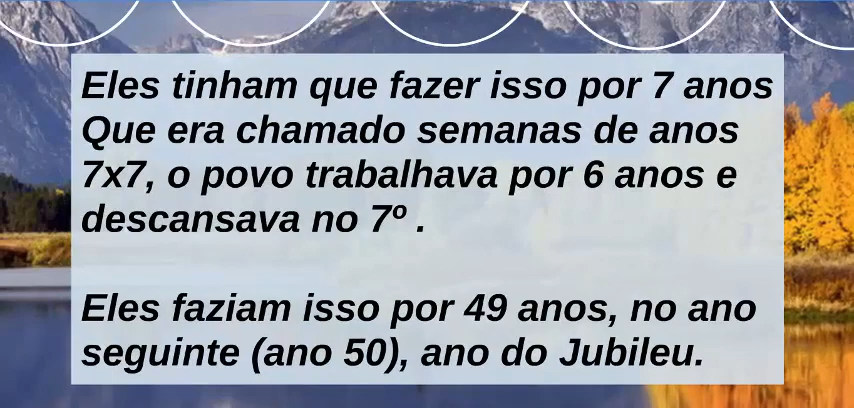 Eles tinham que fazer isso por 7 anos
Que era chamado semanas de anos
7x7, o povo trabalhava por 6 anos e
descansava no 7º .
Eles faziam isso por 49 anos, no ano
seguinte (ano 50), ano do Jubileu.